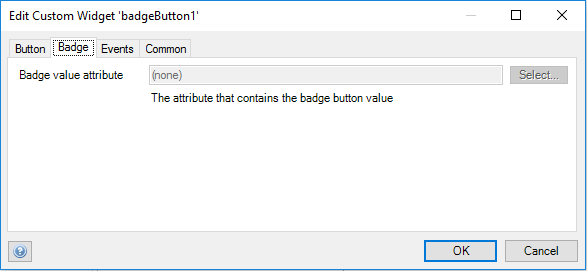 Edit Custom Widget 'badgeButton1'
Button Badge Events Common
Badge value attribute (none) Select...
The attribute that contains the badge button value
? OK Cancel